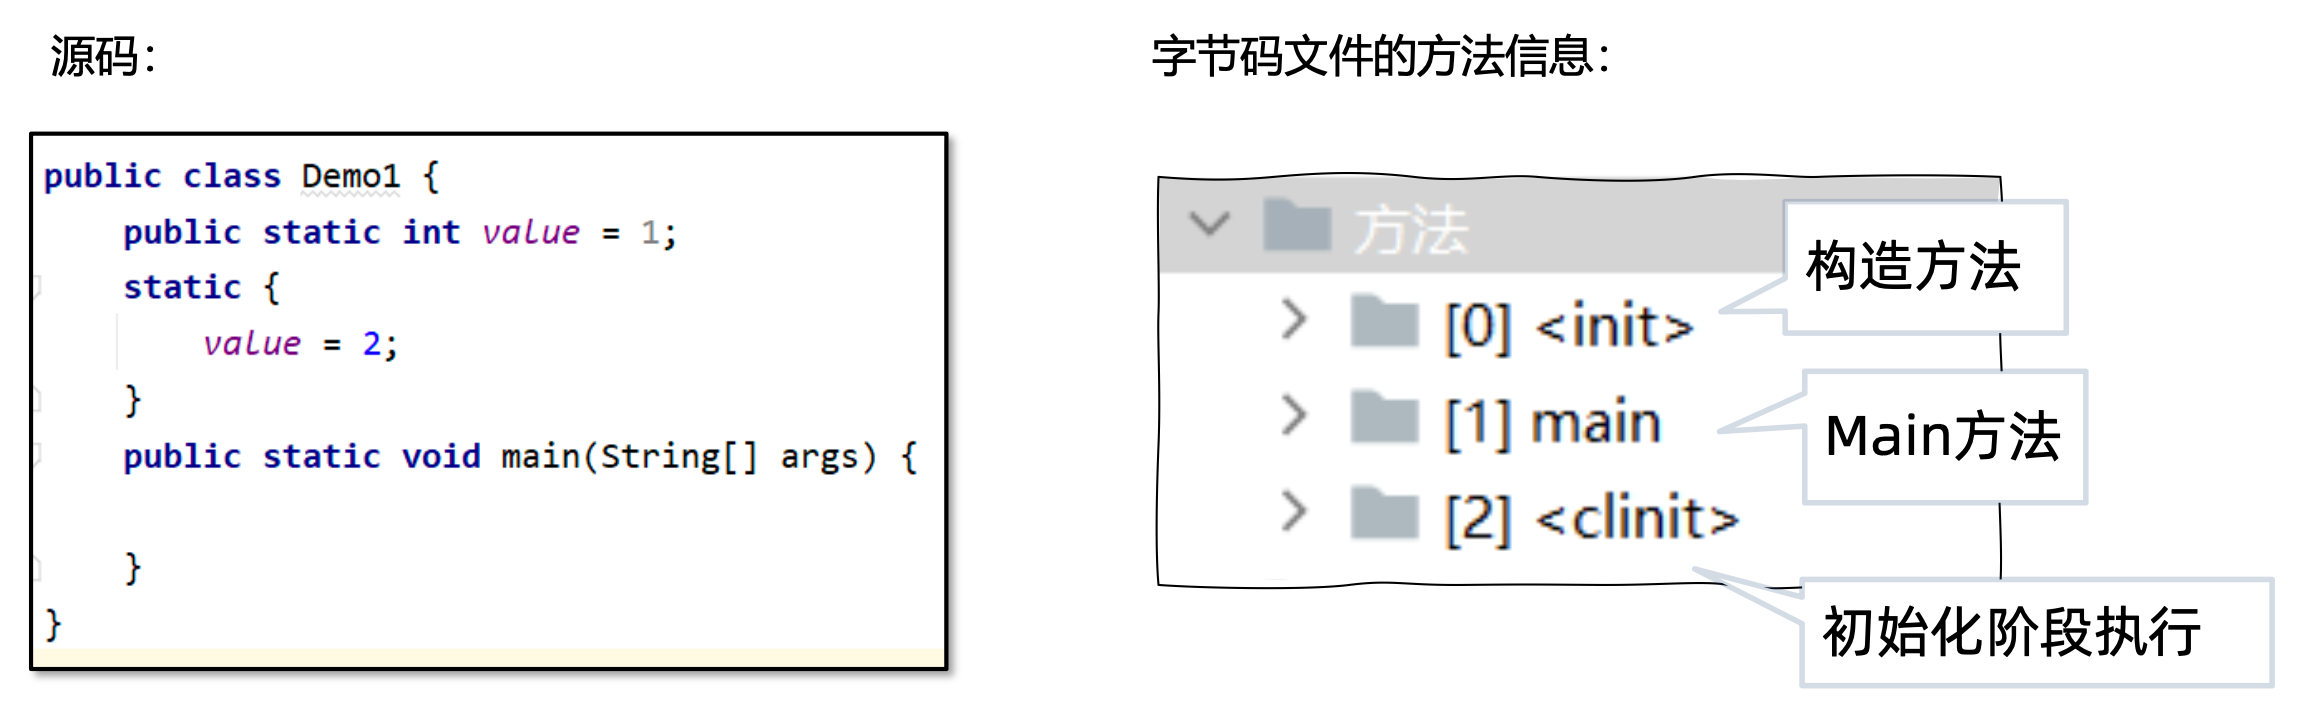 源码：
public class Demo1 {
    public static int value = 1;
    static {
        value = 2;
    }
    public static void main(String[] args) {
    }
}
字节码文件的方法信息：
方法
[0] <init>
构造方法
[1] main
Main方法
[2] <clinit>
初始化阶段执行